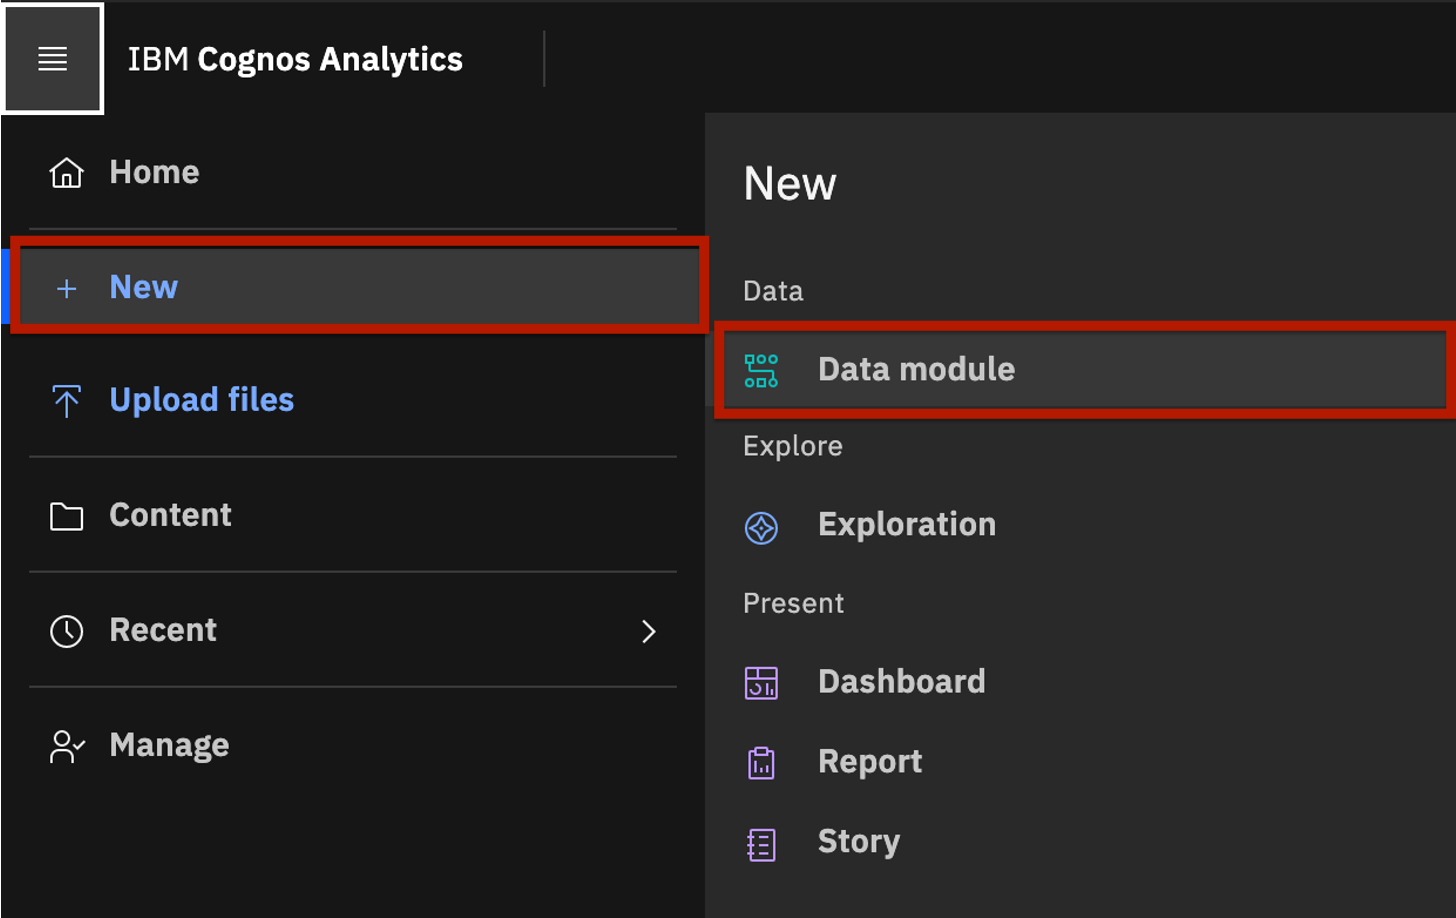 IBM Cognos Analytics
Home
New
Upload files
Content
Recent
Manage
New
Data
Data module
Explore
Exploration
Present
Dashboard
Report
Story